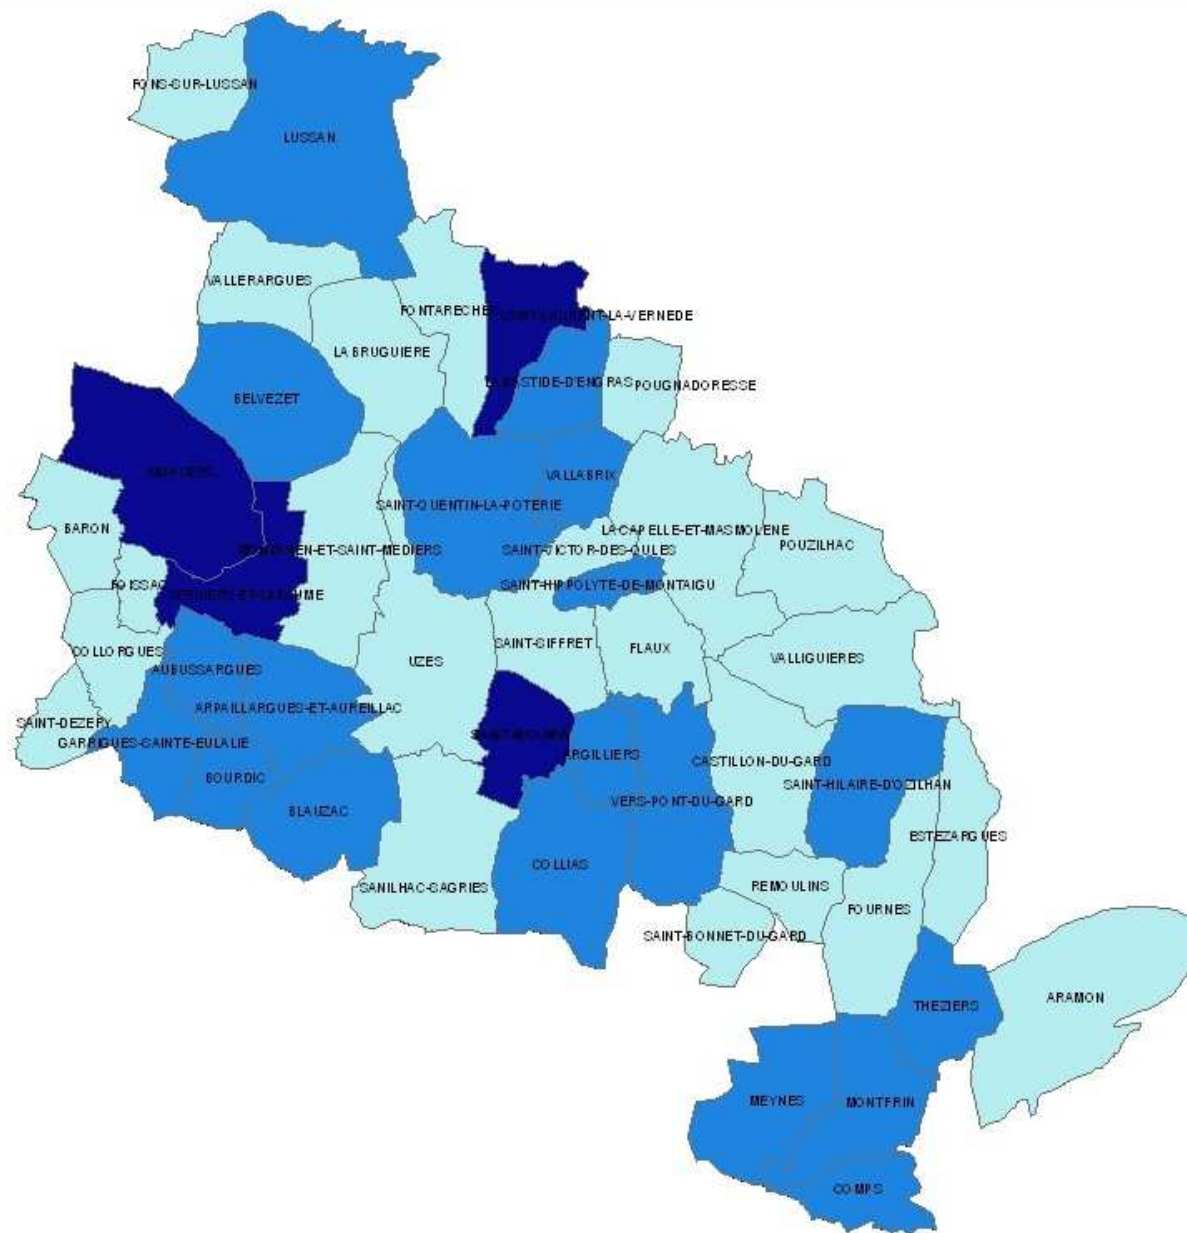 FONS-SUR-LUSSAN
LUSSAN
VALLERARGUES
FONTARECHES
LA BRUGUIERE
LABASTIDE-D'ENGRAS
POUGNADORESSE
BELVEZET
VALLABRIX
SAINT-QUENTIN-LA-POTERIE
BARON
LA CAPELLE-ET-MASMOLENE
POUZILHAC
SAINT-VICTOR-DES-OULES
SAINT-HIPPOLYTE-DE-MONTAIGU
FOISSAC
COLLORGUES
SAINT-SIFFRET
FLAUX
VALLIGUIERES
UZES
AUBUSSARGUES
ARPAILLARGUES-ET-AUREILLAC
SAINT-DEZERY
GARRIGUES-SAINTE-EULALIE
ARGILLIERS
CASTILLON-DU-GARD
BOURDIC
SAINT-HILAIRE-D'OZILHAN
VERS-PONT-DU-GARD
BLAUZAC
ESTEZARGUES
COLLIAS
SANILHAC-SAGRIES
REMOULINS
FOURNES
SAINT-BONNET-DU-GARD
ARAMON
THEZIERS
MEYNES
MONTFRIN
COMPS